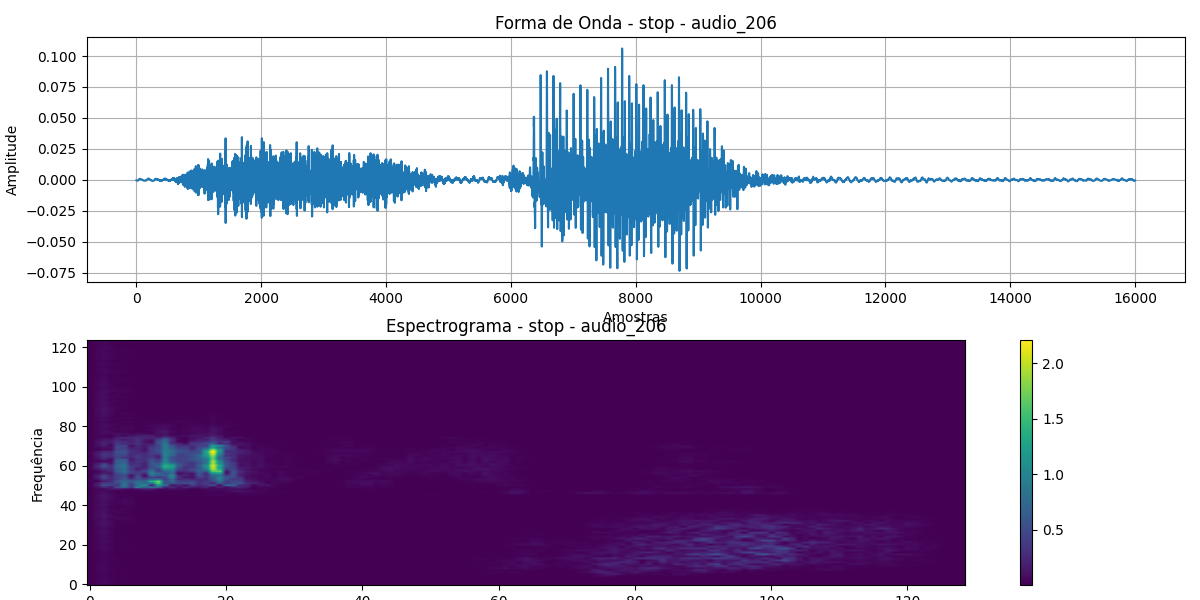 Forma de Onda - stop - audio_206
0.100
0.075
0.050
0.025
0.000
−0.025
−0.050
−0.075
Amplitude
0 2000 4000 6000 8000 10000 12000 14000 16000
Amostras
Espectrograma - stop - audio_206
120
100
80
60
40
20
0
Frequência
0 20 40 60 80 100 120
2.0
1.5
1.0
0.5